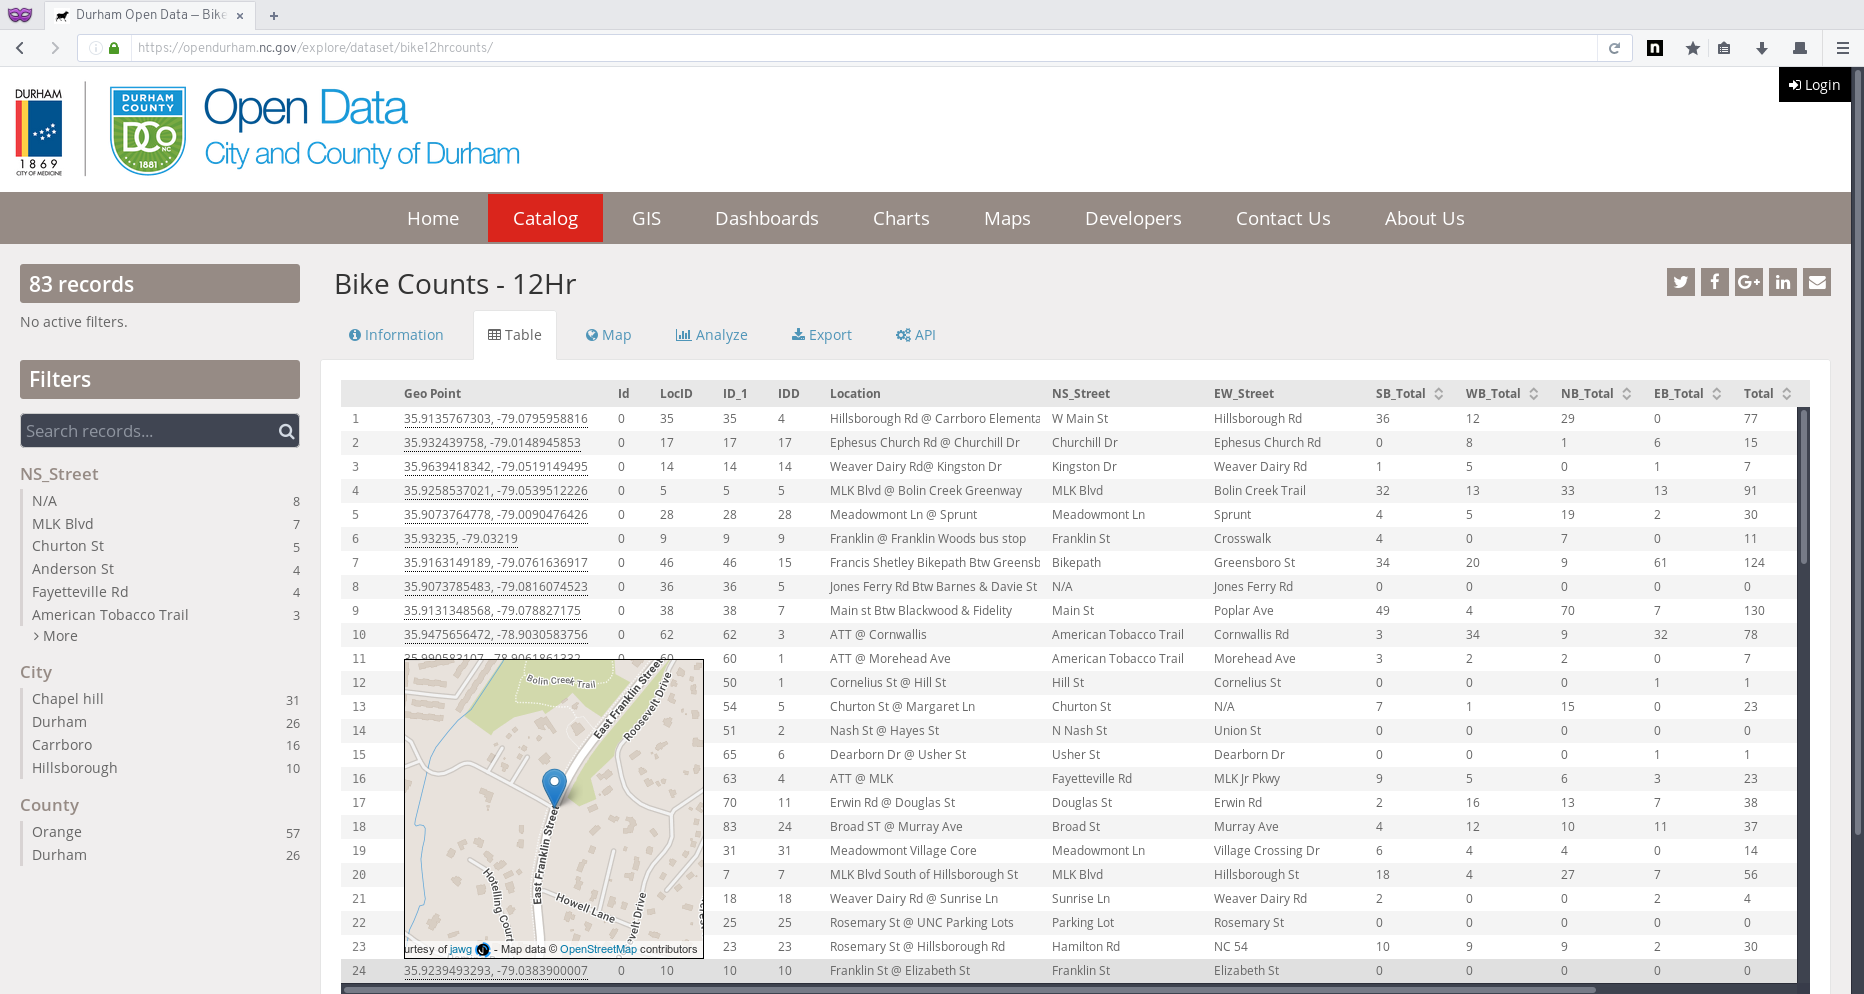 Durham Open Data – Bike
https://opendurham.nc.gov/explore/dataset/bike12hrcounts/
Login
DURHAM
1869
CITY OF MEDICINE
DURHAM
COUNTY
DCO
NC
1881
Open Data
City and County of Durham
Home Catalog GIS Dashboards Charts Maps Developers Contact Us About Us
83 records
No active filters.
Filters
Search records...
NS_Street
N/A 8
MLK Blvd 7
Churton St 5
Anderson St 4
Fayetteville Rd 4
American Tobacco Trail 3
More
City
Chapel hill 31
Durham 26
Carrboro 16
Hillsborough 10
County
Orange 57
Durham 26
Bike Counts - 12Hr
Information Table Map Analyze Export API
Geo Point Id LocID ID_1 IDD Location NS_Street EW_Street SB_Total WB_Total NB_Total EB_Total Total
1 35.9135767303, -79.0795958816 0 35 35 4 Hillsborough Rd @ Carrboro Elementa W Main St Hillsborough Rd 36 12 29 0 77
2 35.932439758, -79.0148945853 0 17 17 17 Ephesus Church Rd @ Churchill Dr Churchill Dr Ephesus Church Rd 0 8 1 6 15
3 35.9639418342, -79.0519149495 0 14 14 14 Weaver Dairy Rd@ Kingston Dr Kingston Dr Weaver Dairy Rd 1 5 0 1 7
4 35.9258537021, -79.0539512226 0 5 5 5 MLK Blvd @ Bolin Creek Greenway MLK Blvd Bolin Creek Trail 32 13 33 13 91
5 35.9073764778, -79.0090476426 0 28 28 28 Meadowmont Ln @ Sprunt Meadowmont Ln Sprunt 4 5 19 2 30
6 35.93235, -79.03219 0 9 9 9 Franklin @ Franklin Woods bus stop Franklin St Crosswalk 4 0 7 0 11
7 35.9163149189, -79.0761636917 0 46 46 15 Francis Shetley Bikepath Btw Greensb Bikepath Greensboro St 34 20 9 61 124
8 35.9073785483, -79.0816074523 0 36 36 5 Jones Ferry Rd Btw Barnes & Davie St N/A Jones Ferry Rd 0 0 0 0 0
9 35.9131348568, -79.078827175 0 38 38 7 Main st Btw Blackwood & Fidelity Main St Poplar Ave 49 4 70 7 130
10 35.9475656472, -78.9030583756 0 62 62 3 ATT @ Cornwallis American Tobacco Trail Cornwallis Rd 3 34 9 32 78
11 35.990583107, -78.9061861332 0 60 60 1 ATT @ Morehead Ave American Tobacco Trail Morehead Ave 3 2 2 0 7
12 50 1 Cornelius St @ Hill St Hill St Cornelius St 0 0 0 1 1
13 54 5 Churton St @ Margaret Ln Churton St N/A 7 1 15 0 23
14 51 2 Nash St @ Hayes St N Nash St Union St 0 0 0 0 0
15 65 6 Dearborn Dr @ Usher St Usher St Dearborn Dr 0 0 0 1 1
16 63 4 ATT @ MLK Fayetteville Rd MLK Jr Pkwy 9 5 6 3 23
17 70 11 Erwin Rd @ Douglas St Douglas St Erwin Rd 2 16 13 7 38
18 83 24 Broad ST @ Murray Ave Broad St Murray Ave 4 12 10 11 37
19 31 31 Meadowmont Village Core Meadowmont Ln Village Crossing Dr 6 4 4 0 14
20 7 7 MLK Blvd South of Hillsborough St MLK Blvd Hillsborough St 18 4 27 7 56
21 18 18 Weaver Dairy Rd @ Sunrise Ln Sunrise Ln Weaver Dairy Rd 2 0 0 2 4
22 25 25 Rosemary St @ UNC Parking Lots Parking Lot Rosemary St 0 0 0 0 0
23 23 23 Rosemary St @ Hillsborough Rd Hamilton Rd NC 54 10 9 9 2 30
24 35.9239493293, -79.0383900007 0 10 10 10 Franklin St @ Elizabeth St Franklin St Elizabeth St 0 0 0 0 0
Bolin Creek Trail
East Franklin Street
Roosevelt Drive
East Franklin Street
Hotelling Court
Howell Lane
sevelt Drive
urtesy of jawg - Map data © OpenStreetMap contributors